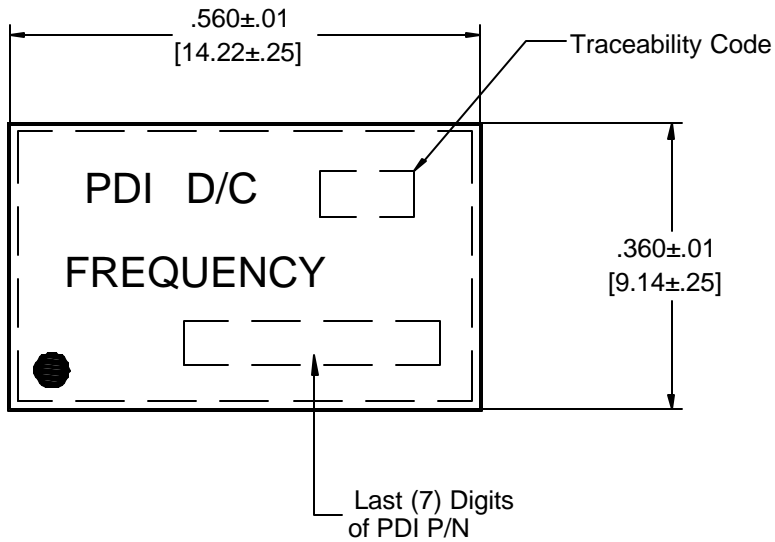 .560±.01
[14.22±.25]
Traceability Code
PDI D/C
FREQUENCY
.360±.01
[9.14±.25]
Last (7) Digits
of PDI P/N